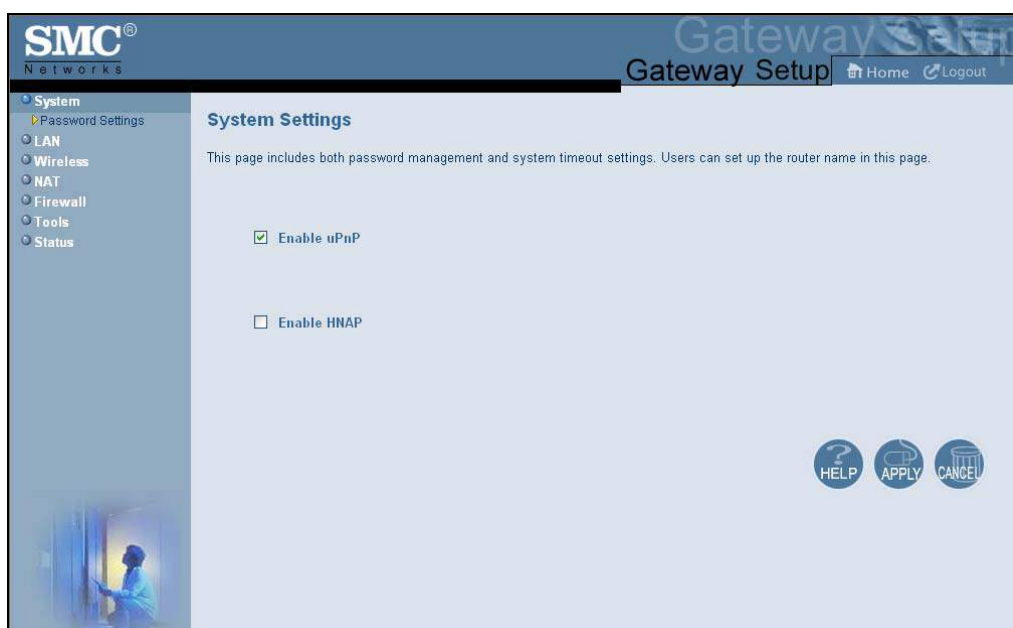 SMC®
Networks
Gateway Setup
Gateway Setup
Home
Logout
System
Password Settings
LAN
Wireless
NAT
Firewall
Tools
Status
System Settings
This page includes both password management and system timeout settings. Users can set up the router name in this page.
Enable uPnP
Enable HNAP
HELP
APPLY
CANCEL